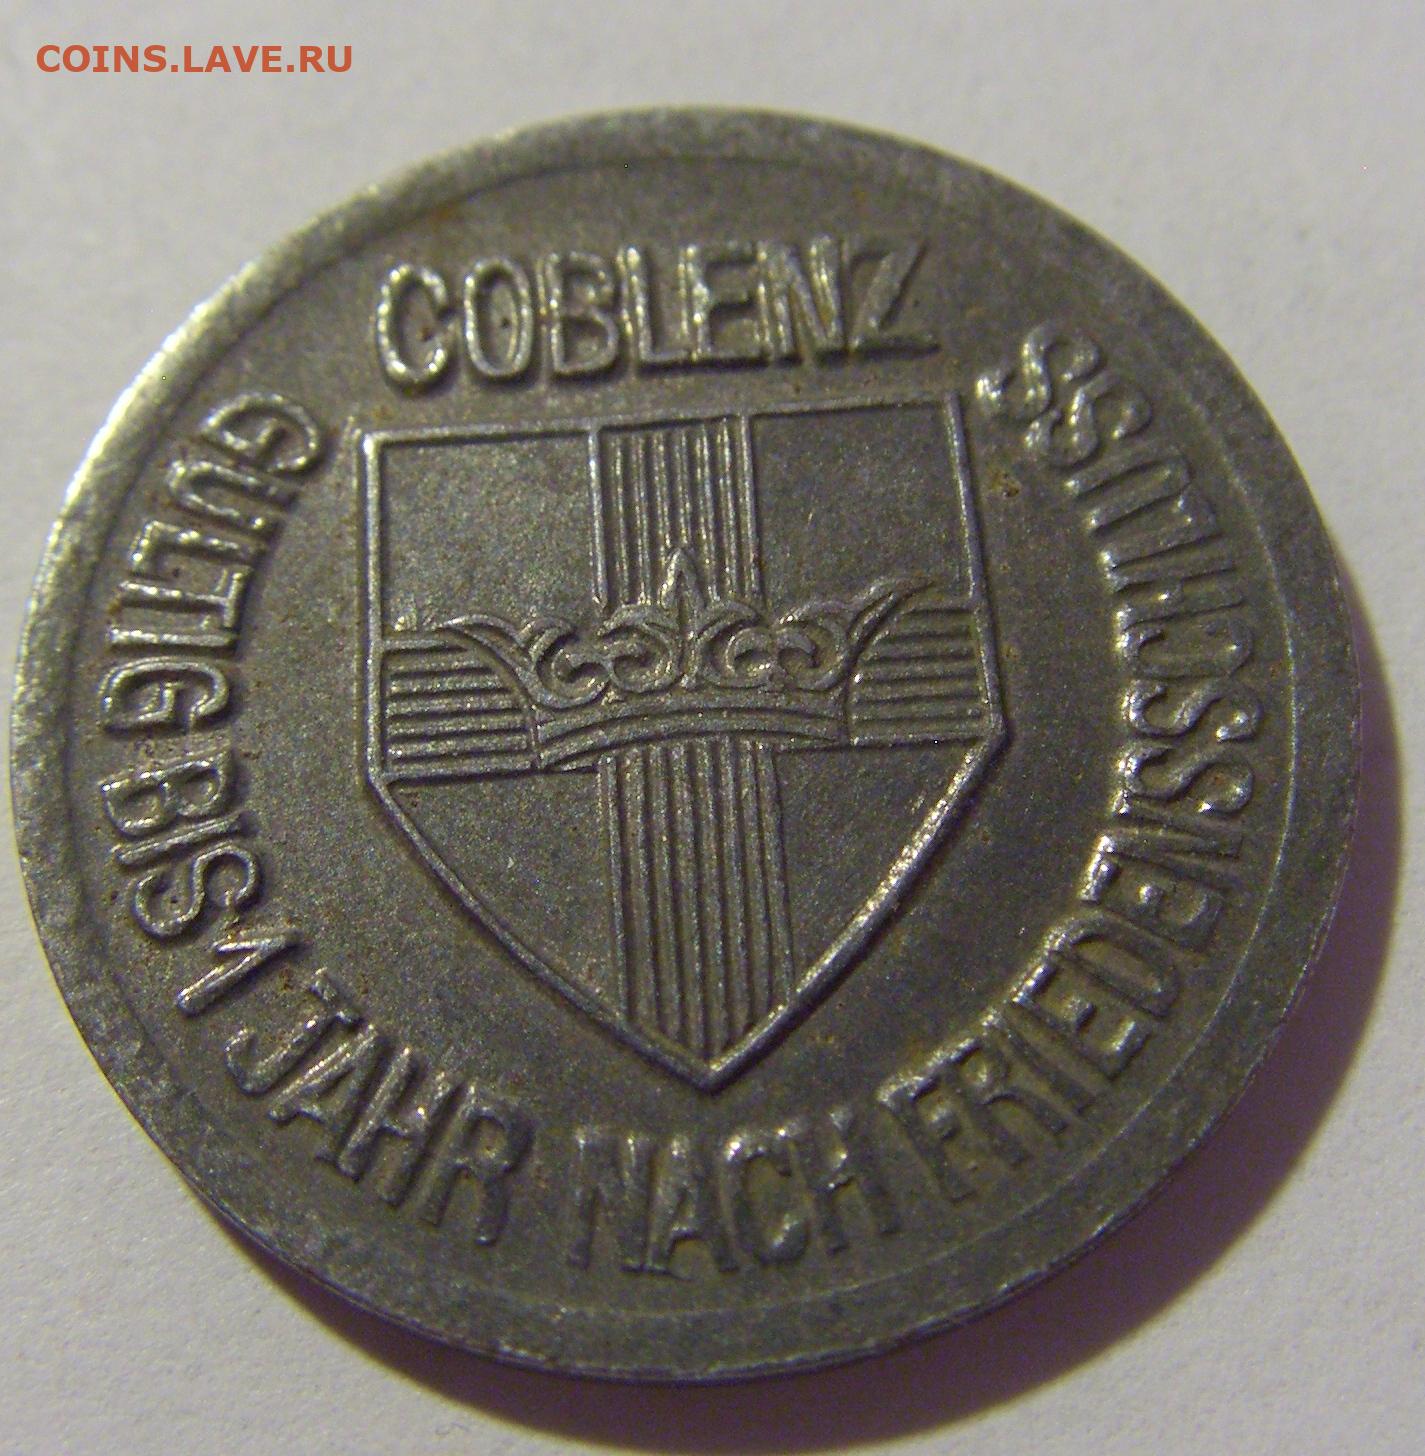 COINS.LAVE.RU
COBLENZ
GÜLTIG BIS 1 JAHR NACH FRIEDENSSCHLUSS